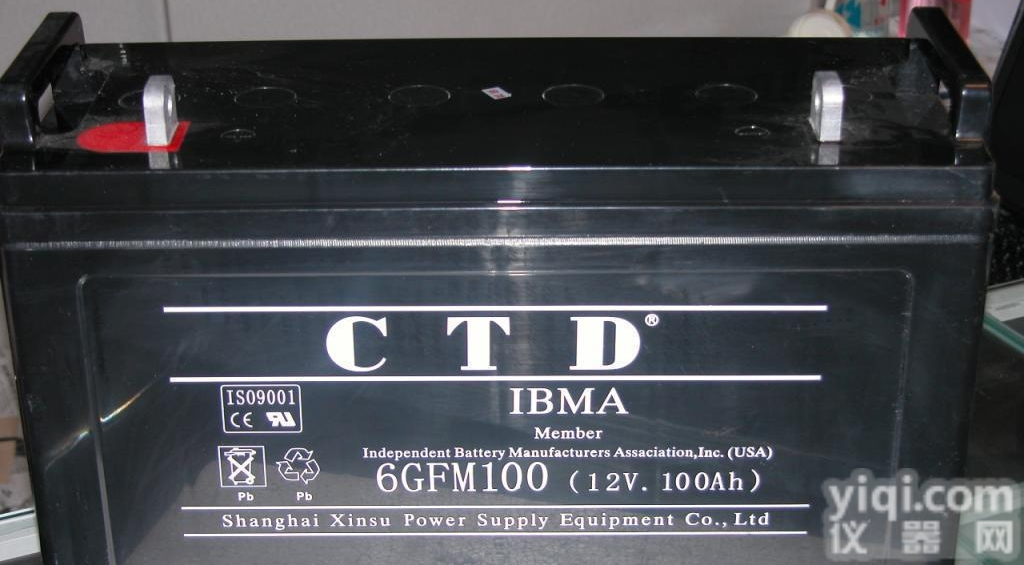 CTD®
ISO9001
CE
IBMA
Member
Independent Battery Manufacturers Assaciation,Inc. (USA)
6GFM100 (12V. 100Ah)
Pb
Pb
Shanghai Xinsu Power Supply Equipment Co., Ltd
yiqi.com
仪器网